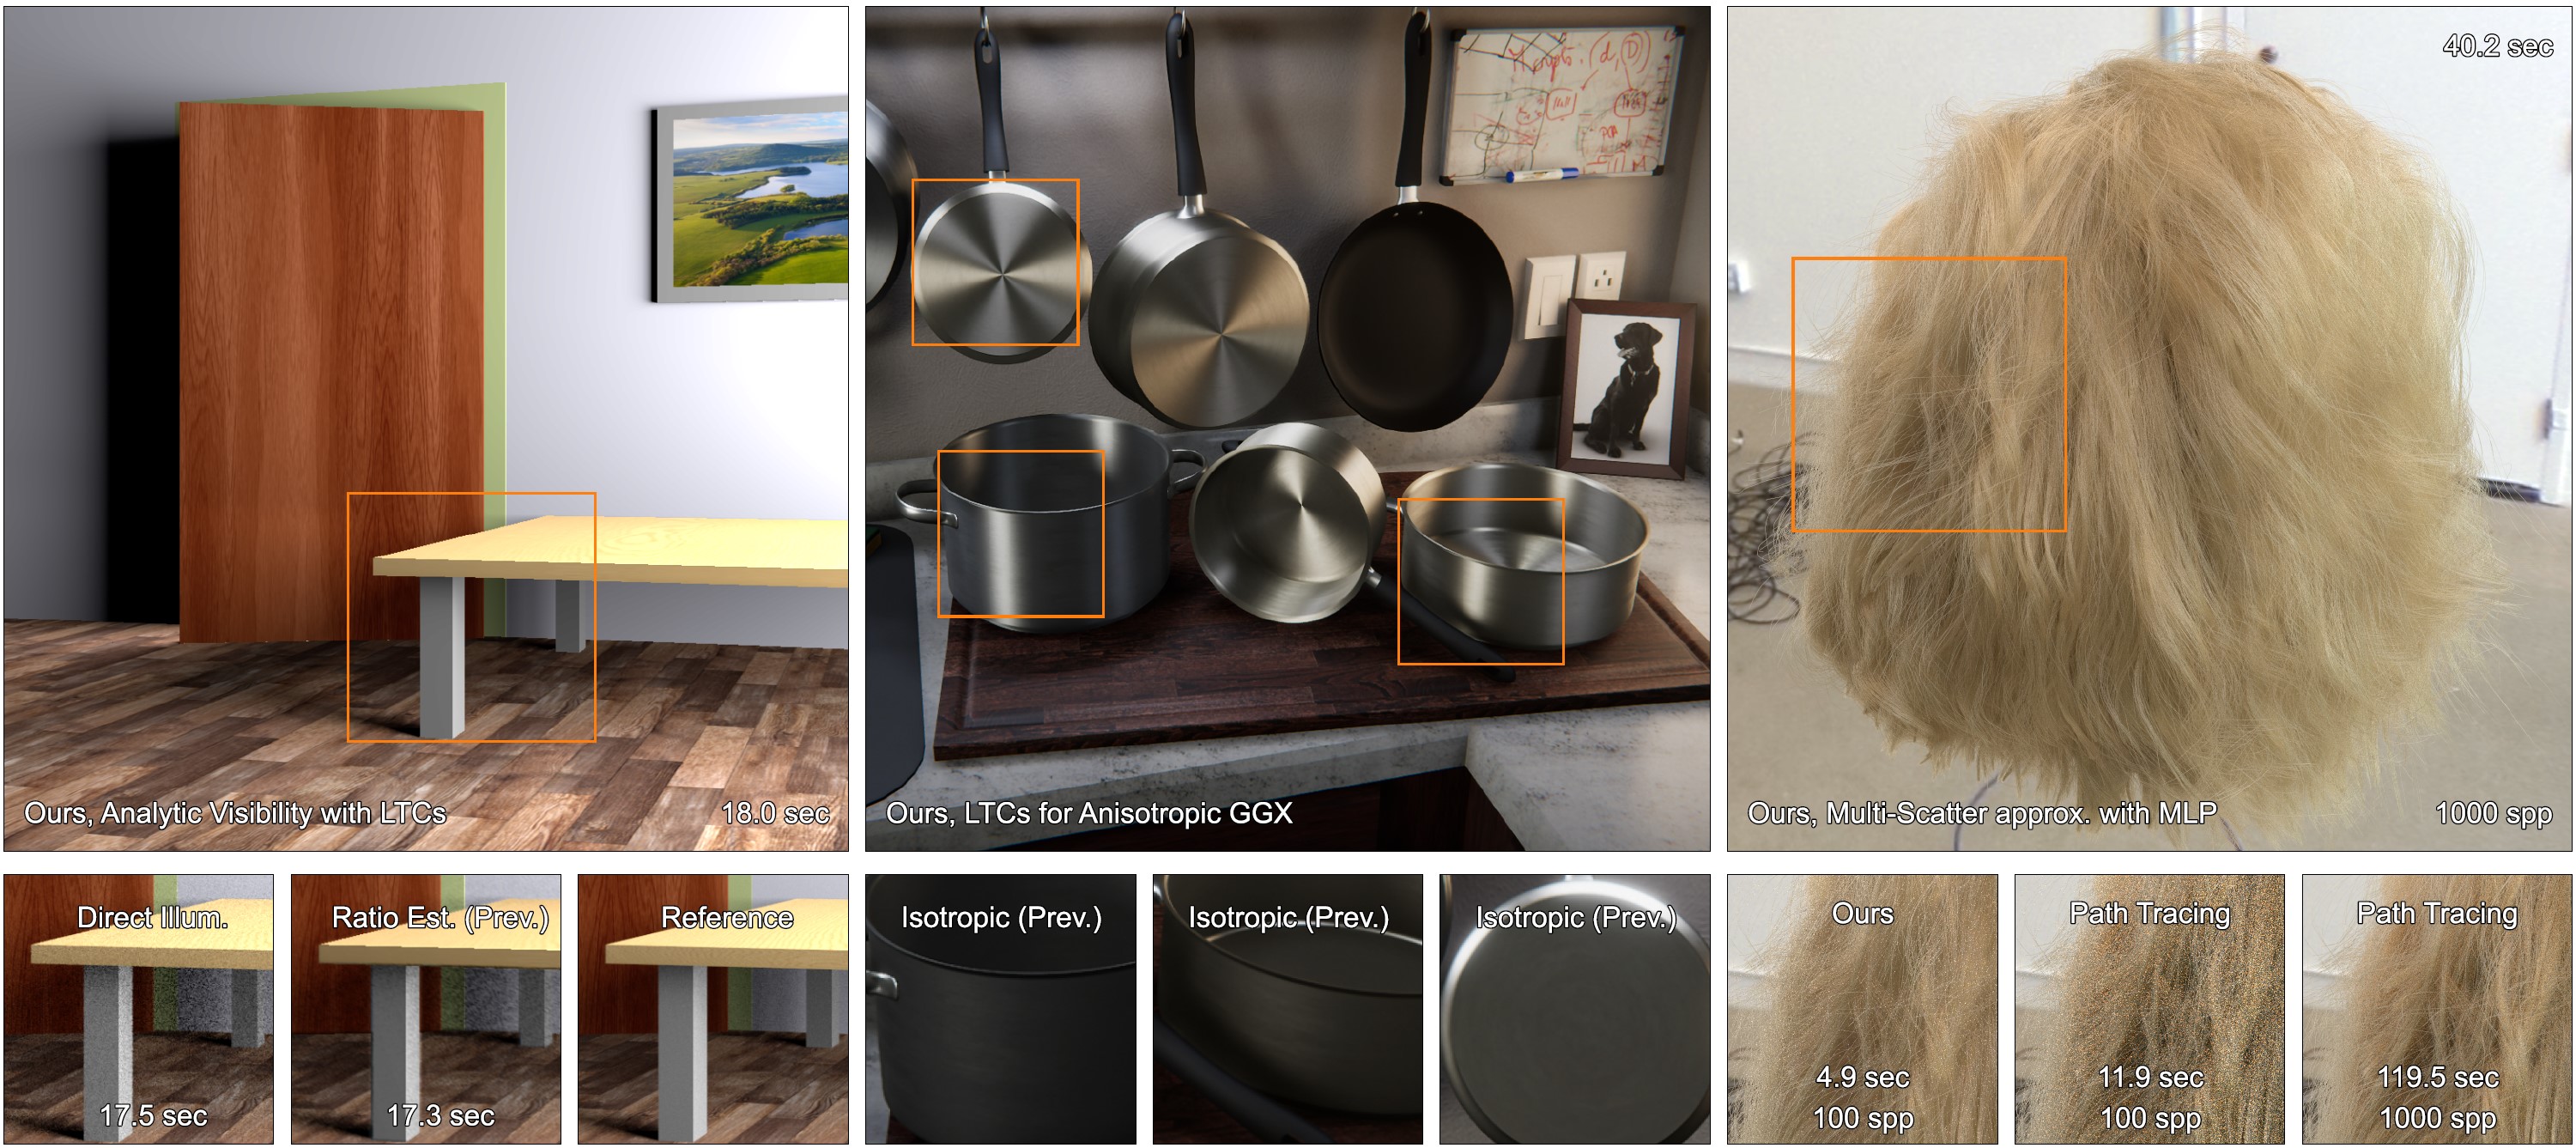 Ours, Analytic Visibility with LTCs
18.0 sec
Ours, LTCs for Anisotropic GGX
40.2 sec
Ours, Multi-Scatter approx. with MLP
1000 spp
Direct Illum.
17.5 sec
Ratio Est. (Prev.)
17.3 sec
Reference
Isotropic (Prev.)
Isotropic (Prev.)
Isotropic (Prev.)
Ours
4.9 sec
100 spp
Path Tracing
11.9 sec
100 spp
Path Tracing
119.5 sec
1000 spp